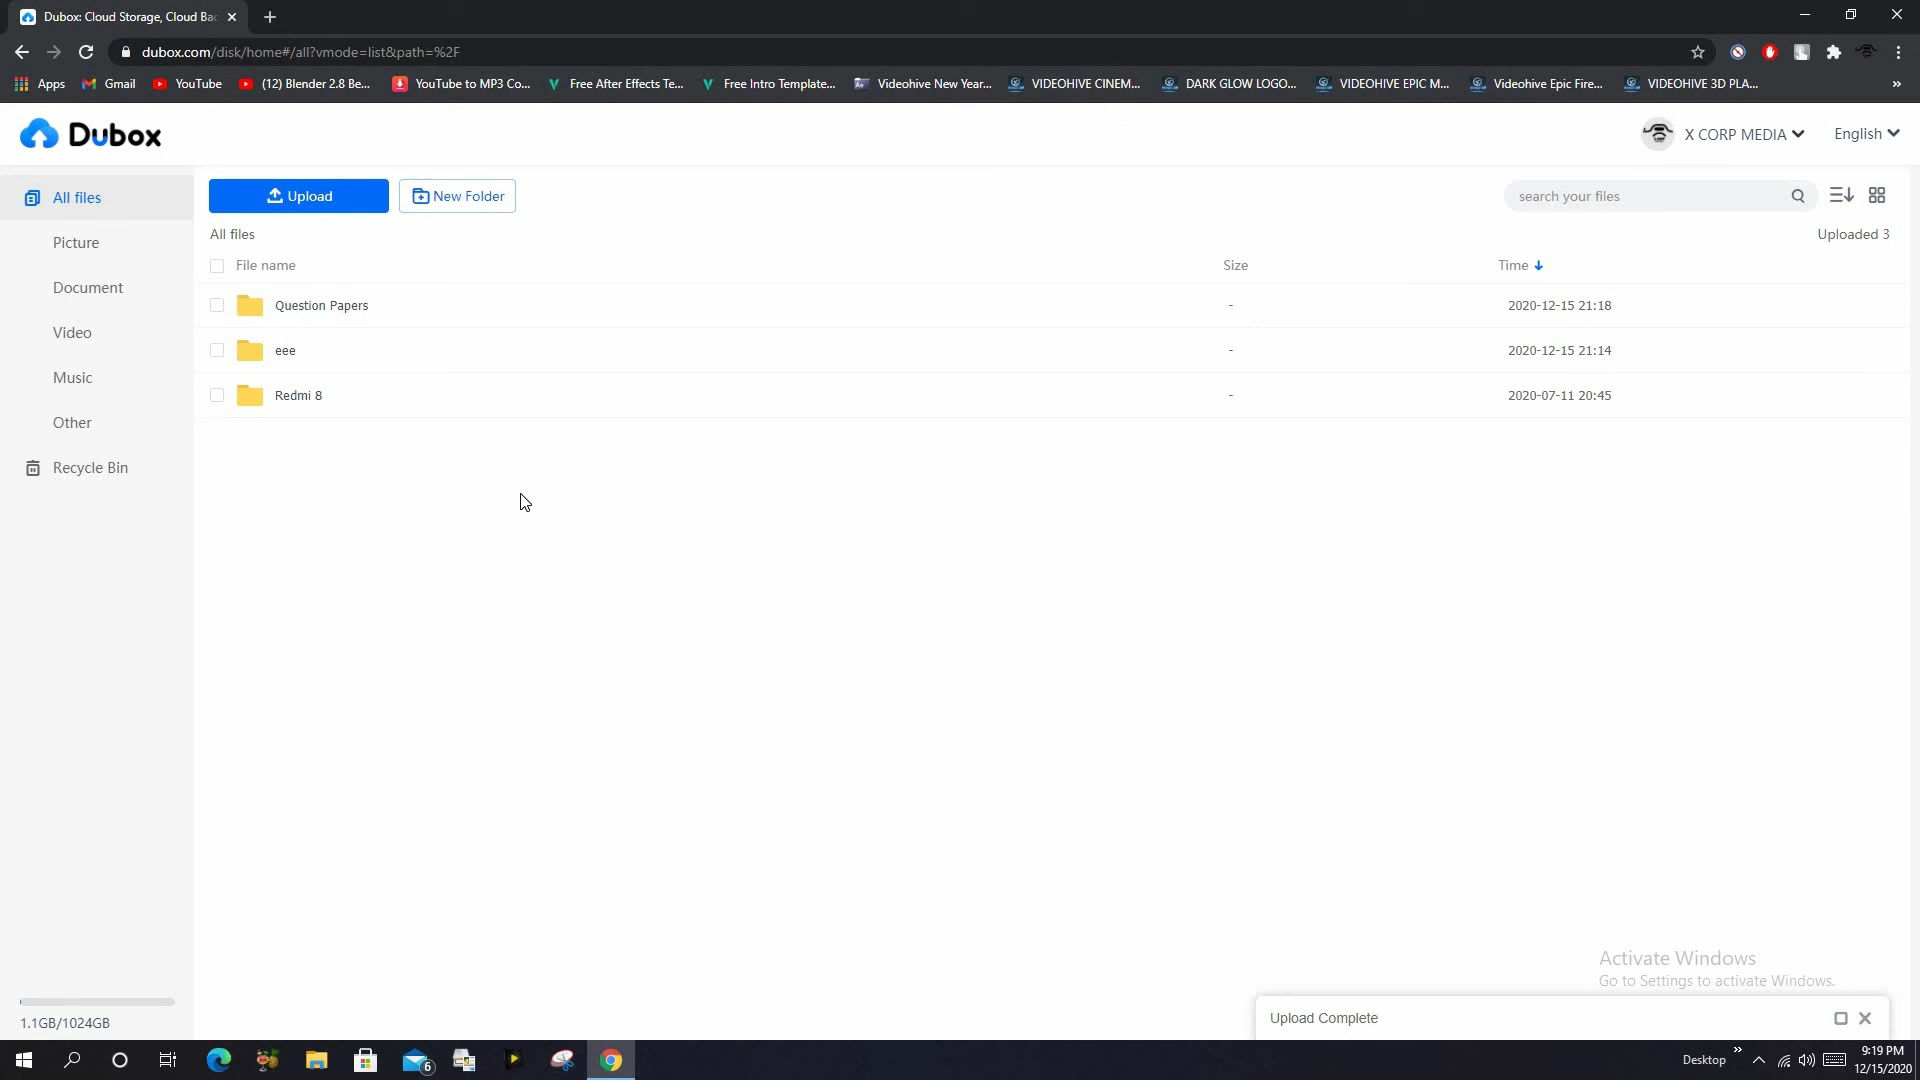 Dubox: Cloud Storage, Cloud Bac
dubox.com/disk/home#/all?vmode=list&path=%2F
Apps Gmail YouTube (12) Blender 2.8 Be... YouTube to MP3 Co... Free After Effects Te... Free Intro Template... Videohive New Year... VIDEOHIVE CINEM... DARK GLOW LOGO... VIDEOHIVE EPIC M... Videohive Epic Fire... VIDEOHIVE 3D PLA... »
Dubox
X CORP MEDIA English
All files
Picture
Document
Video
Music
Other
Recycle Bin
1.1GB/1024GB
Upload New Folder
search your files
All files
Uploaded 3
File name Size Time
Question Papers - 2020-12-15 21:18
eee - 2020-12-15 21:14
Redmi 8 - 2020-07-11 20:45
Activate Windows
Go to Settings to activate Windows.
Upload Complete
6
Desktop »
9:19 PM
12/15/2020